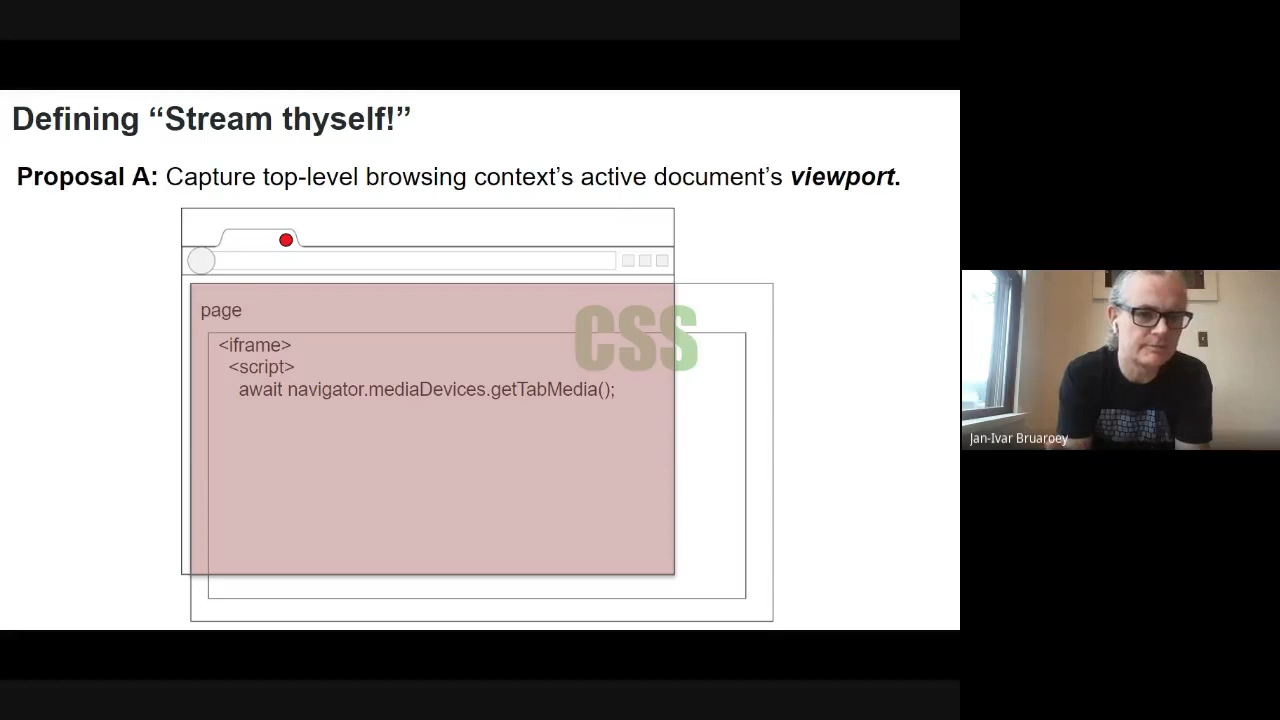 Defining “Stream thyself!”
Proposal A: Capture top-level browsing context’s active document’s viewport.
page
CSS
<iframe>
<script>
await navigator.mediaDevices.getTabMedia();
Jan-Ivar Bruaroey